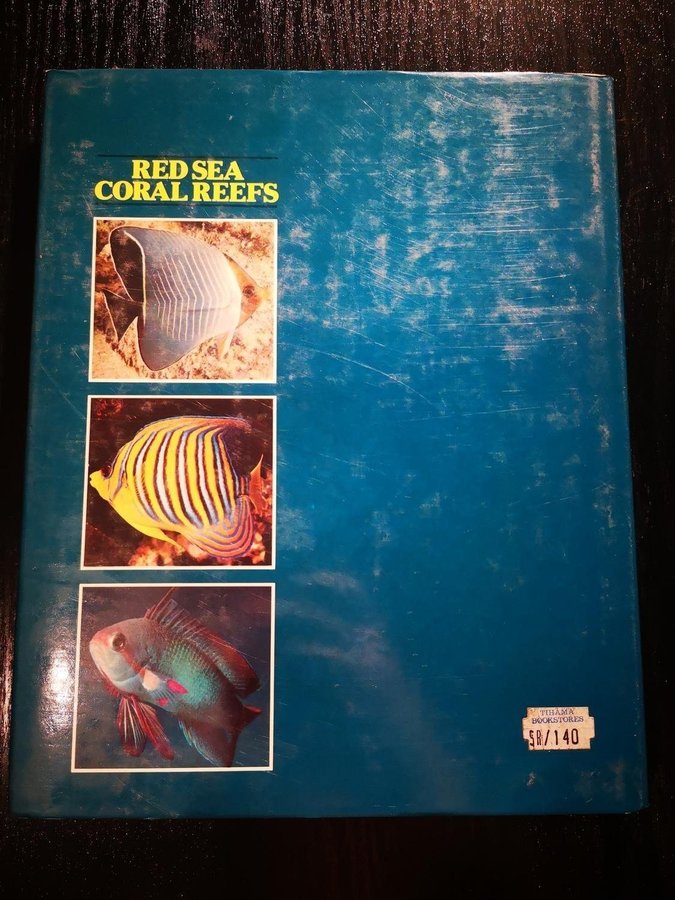 RED SEA
CORAL REEFS
TIHAMA
BOOKSTORES
SR/140